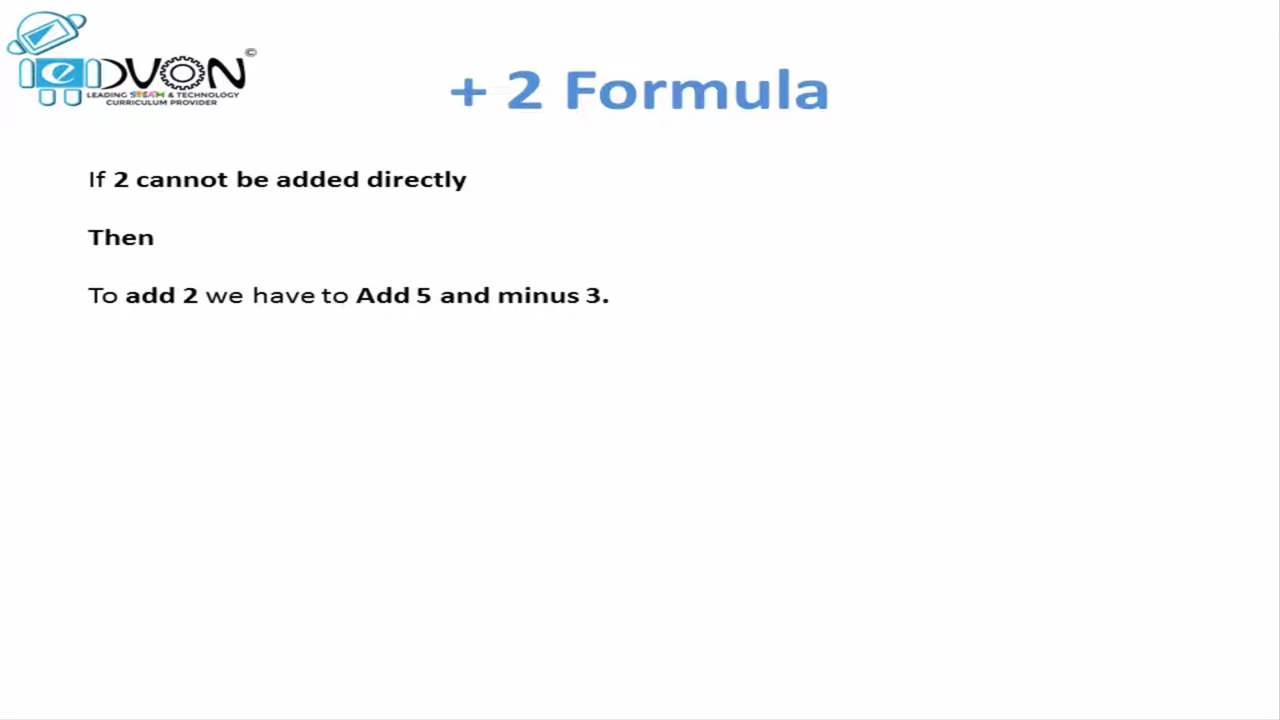 eDVON©
LEADING STEAM & TECHNOLOGY
CURRICULUM PROVIDER
+ 2 Formula
If 2 cannot be added directly
Then
To add 2 we have to Add 5 and minus 3.